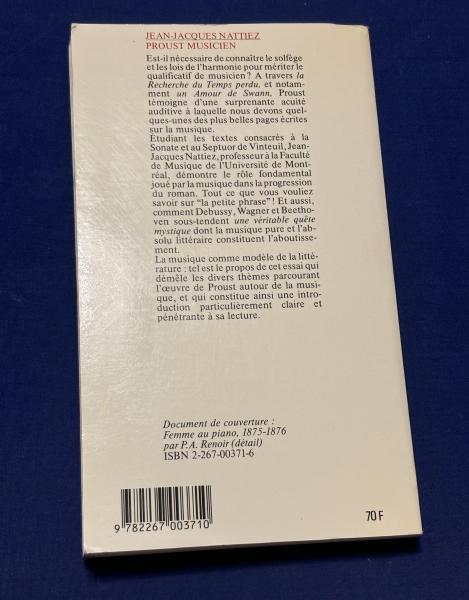 JEAN-JACQUES NATTIEZ
PROUST MUSICIEN
Est-il nécessaire de connaître le solfège
et les lois de l'harmonie pour mériter le
qualificatif de musicien ? A travers la
Recherche du Temps perdu, et notam-
ment un Amour de Swann, Proust
témoigne d'une surprenante acuité
auditive à laquelle nous devons quel-
ques-unes des plus belles pages écrites
sur la musique.
Etudiant les textes consacrés à la
Sonate et au Septuor de Vinteuil, Jean-
Jacques Nattiez, professeur à la Faculté
de Musique de l'Université de Mont-
réal, démontre le rôle fondamental
joué par la musique dans la progression
du roman. Tout ce que vous vouliez
savoir sur "la petite phrase" ! Et aussi,
comment Debussy, Wagner et Beetho-
ven sous-tendent une véritable quête
mystique dont la musique pure et l'ab-
solu littéraire constituent l'aboutisse-
ment.
La musique comme modèle de la litté-
rature : tel est le propos de cet essai qui
démêle les divers thèmes parcourant
l'œuvre de Proust autour de la musi-
que, et qui constitue ainsi une intro-
duction particulièrement claire et
pénétrante à sa lecture.
Document de couverture :
Femme au piano, 1875-1876
par P.A. Renoir (détail)
ISBN 2-267-00371-6
9 782267 003710
70 F